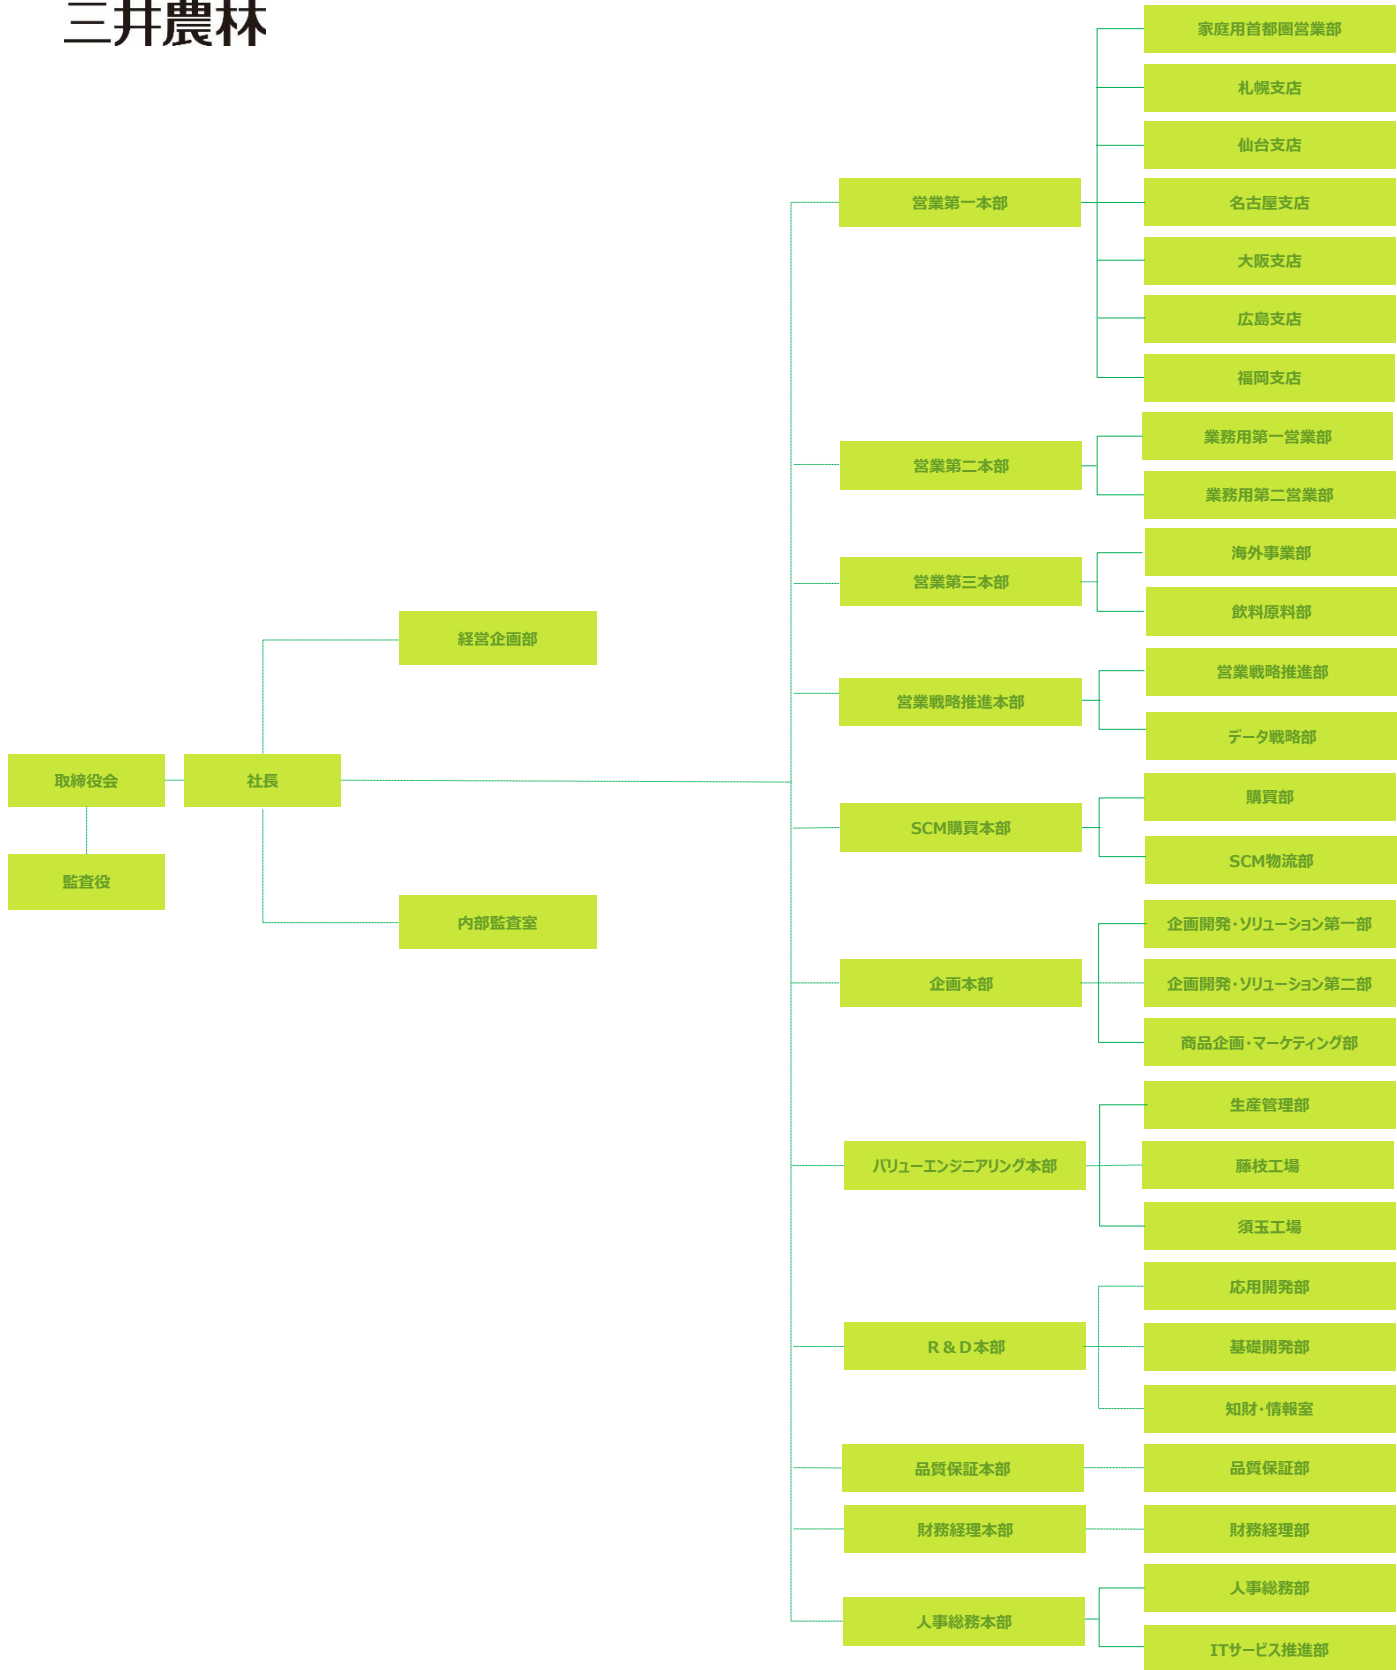 三井農林
取締役会
監査役
社長
経営企画部
内部監査室
営業第一本部
家庭用首都圏営業部
札幌支店
仙台支店
名古屋支店
大阪支店
広島支店
福岡支店
営業第二本部
業務用第一営業部
業務用第二営業部
営業第三本部
海外事業部
飲料原料部
営業戦略推進本部
営業戦略推進部
データ戦略部
SCM購買本部
購買部
SCM物流部
企画本部
企画開発・ソリューション第一部
企画開発・ソリューション第二部
商品企画・マーケティング部
バリューエンジニアリング本部
生産管理部
藤枝工場
須玉工場
R&D本部
応用開発部
基礎開発部
知財・情報室
品質保証本部
品質保証部
財務経理本部
財務経理部
人事総務本部
人事総務部
ITサービス推進部